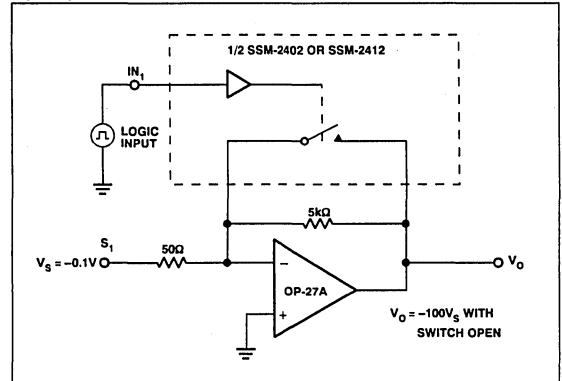 1/2 SSM-2402 OR SSM-2412
IN1
LOGIC
INPUT
5kΩ
S1
50Ω
VS = –0.1V
–
OP-27A
+
VO
VO = –100VS WITH
SWITCH OPEN